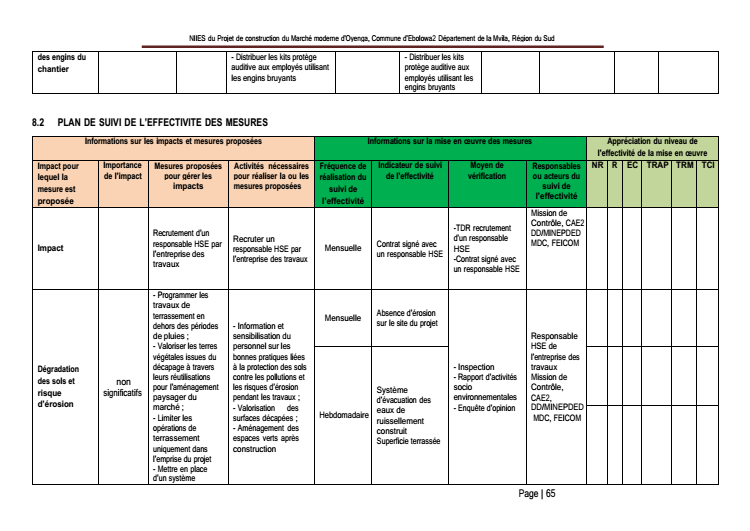 NIIES du Projet de construction du Marché moderne d'Oyenga, Commune d'Ebolowa2 Département de la Mvila, Région du Sud
des engins du
chantier
- Distribuer les kits protège
auditive aux employés utilisant
les engins bruyants
- Distribuer les kits
protège auditive aux
employés utilisant les
engins bruyants
8.2 PLAN DE SUIVI DE L'EFFECTIVITE DES MESURES
Informations sur les impacts et mesures proposées
Informations sur la mise en œuvre des mesures
Appréciation du niveau de
l'effectivité de la mise en œuvre
Impact pour
lequel la
mesure est
proposée
Importance
de l'impact
Mesures proposées
pour gérer les
impacts
Activités nécessaires
pour réaliser la ou les
mesures proposées
Fréquence de
réalisation du
suivi de
l'effectivité
Indicateur de suivi
de l'effectivité
Moyen de
vérification
Responsables
ou acteurs du
suivi de
l'effectivité
NR R EC TRAP TRM TCI
Impact
Recrutement d'un
responsable HSE par
l'entreprise des
travaux
Recruter un
responsable HSE par
l'entreprise des travaux
Mensuelle
Contrat signé avec
un responsable HSE
-TDR recrutement
d'un responsable
HSE
-Contrat signé avec
un responsable HSE
Mission de
Contrôle, CAE2
DD/MINEPDED
MDC, FEICOM
Dégradation
des sols et
risque
d'érosion
non
significatifs
- Programmer les
travaux de
terrassement en
dehors des périodes
de pluies ;
- Valoriser les terres
végétales issues du
décapage à travers
leurs réutilisations
pour l'aménagement
paysager du
marché ;
- Limiter les
opérations de
terrassement
uniquement dans
l'emprise du projet
- Mettre en place
d'un système
- Information et
sensibilisation du
personnel sur les
bonnes pratiques liées
à la protection des sols
contre les pollutions et
les risques d'érosion
pendant les travaux ;
- Valorisation des
surfaces décapées ;
- Aménagement des
espaces verts après
construction
Mensuelle
Absence d'érosion
sur le site du projet
Hebdomadaire
Système
d'évacuation des
eaux de
ruissellement
construit
Superficie terrassée
- Inspection
- Rapport d'activités
socio
environnementales
- Enquête d'opinion
Responsable
HSE de
l'entreprise des
travaux
Mission de
Contrôle,
CAE2,
DD/MINEPDED
MDC, FEICOM
Page | 65